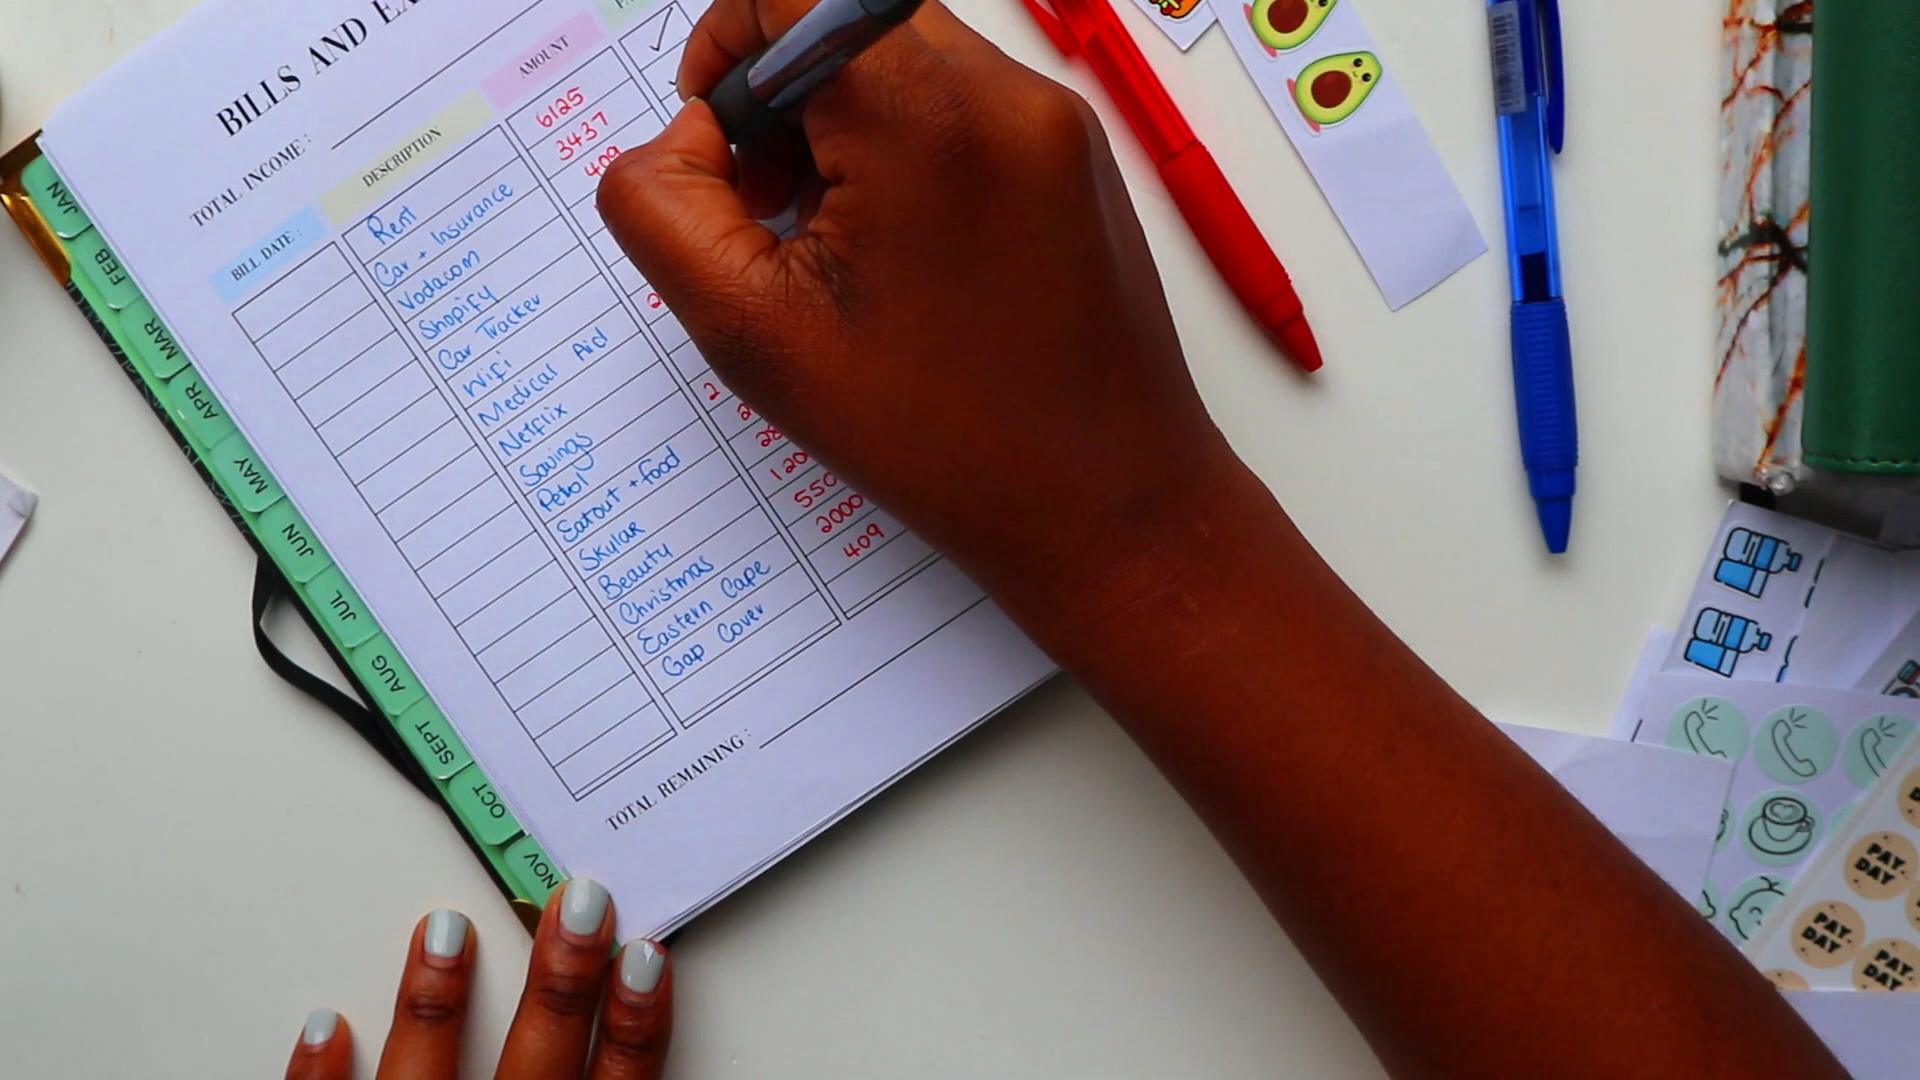 BILLS AND
TOTAL INCOME :
BILL DATE :
DESCRIPTION
AMOUNT
Rent
6125
Car + Insurance
3437
Vodacom
409
Shopify
Car Tracker
Wifi
Medical Aid
Netflix
Savings
Petrol
Eatout + food
Skylar
Beauty
Christmas
Eastern Cape
2000
Gap Cover
409
TOTAL REMAINING :
JAN
FEB
MAR
APR
MAY
JUN
JUL
AUG
SEPT
OCT
NOV
PAY
DAY
PAY
DAY
PAY
DAY